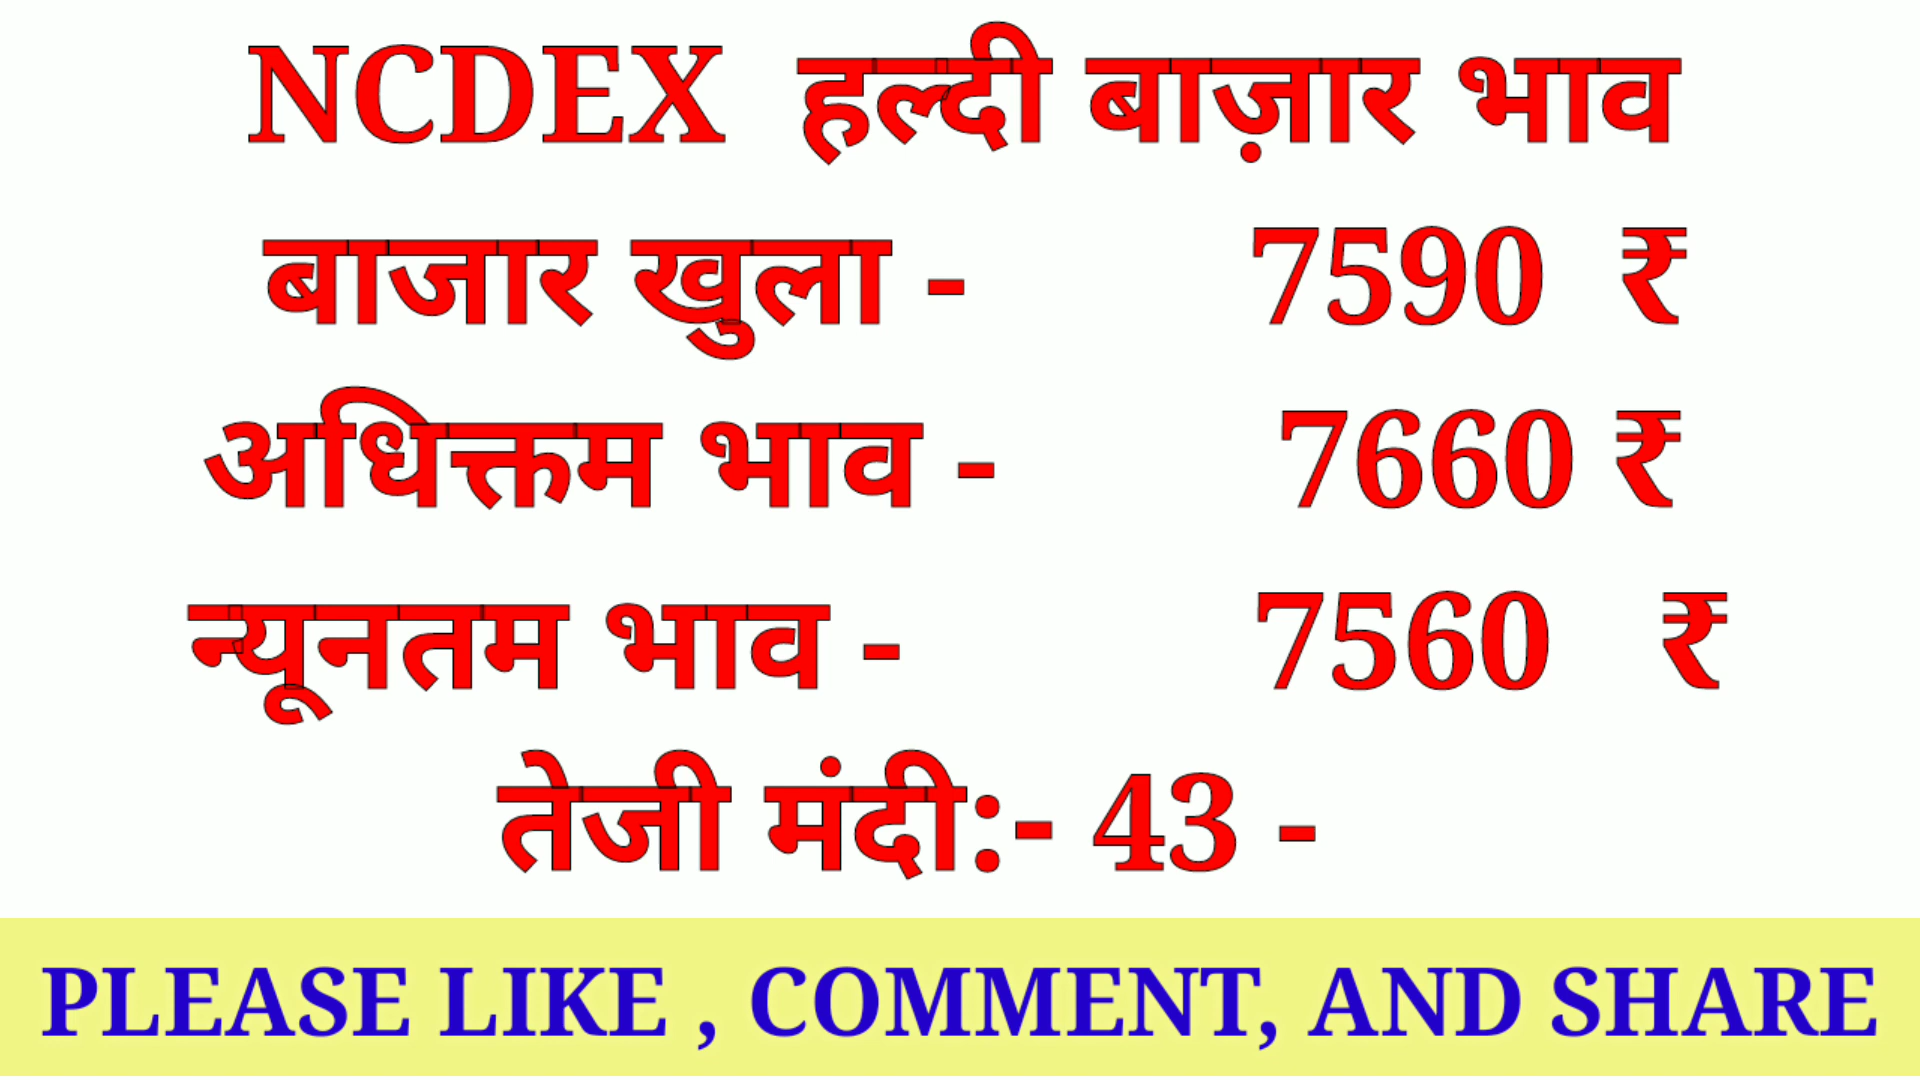 NCDEX हल्दी बाज़ार भाव
बाजार खुला - 7590 ₹
अधिक्तम भाव - 7660 ₹
न्यूनतम भाव - 7560 ₹
तेजी मंदी:- 43 -
PLEASE LIKE , COMMENT, AND SHARE